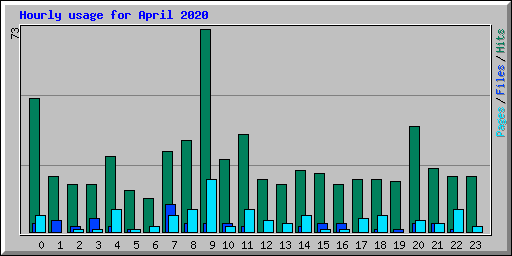 Hourly usage for April 2020
73
Pages/Files/Hits
0 1 2 3 4 5 6 7 8 9 10 11 12 13 14 15 16 17 18 19 20 21 22 23